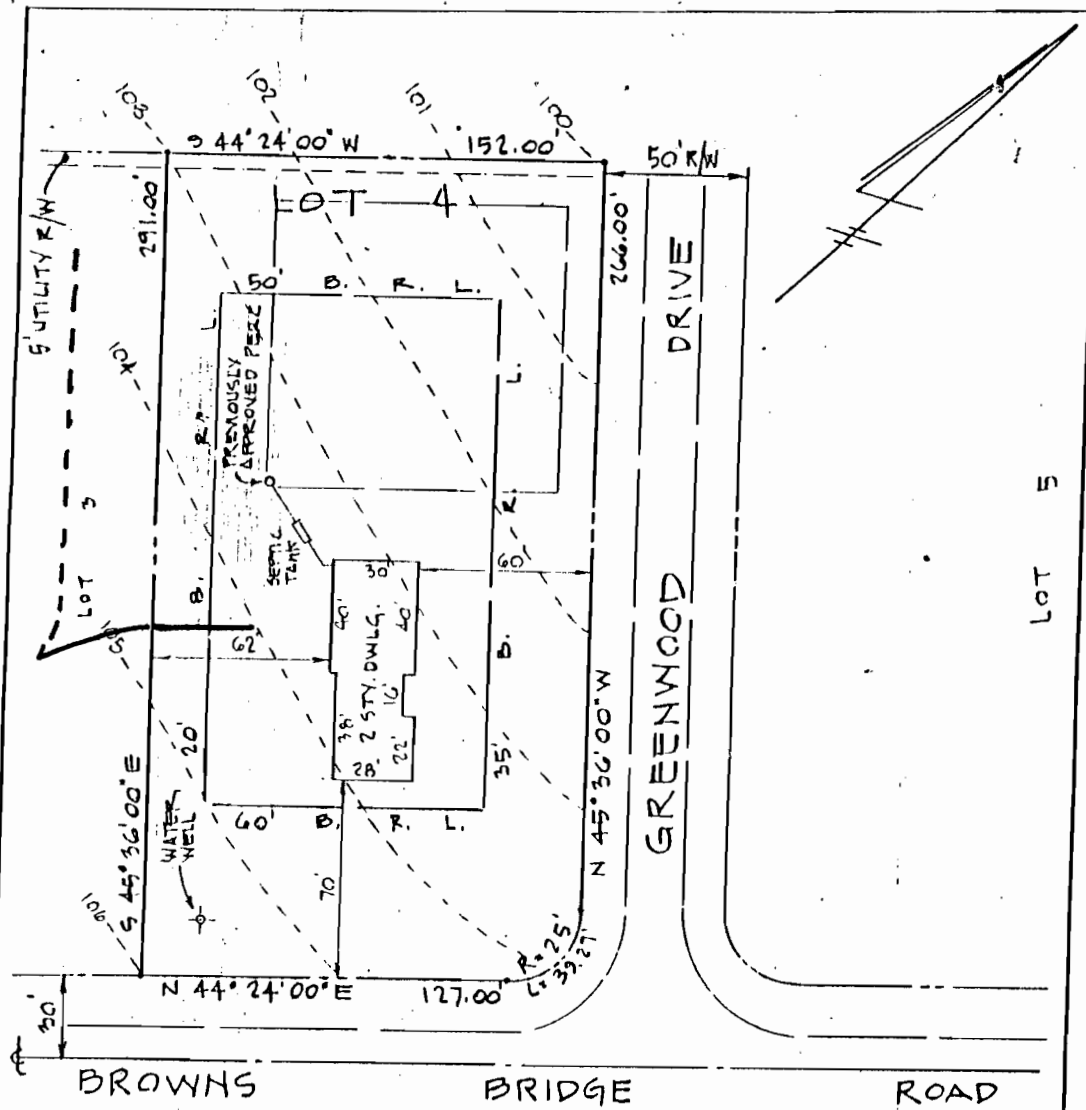 103
102
101
100
S 44° 24' 00" W 152.00'
50' R/W
5' UTILITY R/W
291.00'
LOT 4
266.00'
50' B. R. L.
DRIVE
104
PREVIOUSLY
APPROVED PERC
B. R. L.
B. R. L.
LOT 3
SEPTIC
TANK
30'
60'
LOT 5
40'
40'
105
62'
2 STY. DWLG.
16'
38'
22'
28'
GREENWOOD
20'
35'
S 45° 36' 00" E
N 45° 36' 00" W
60' B. R. L.
WATER
WELL
70'
106
R = 25'
L = 39.27'
N 44° 24' 00" E 127.00'
30'
BROWNS BRIDGE ROAD